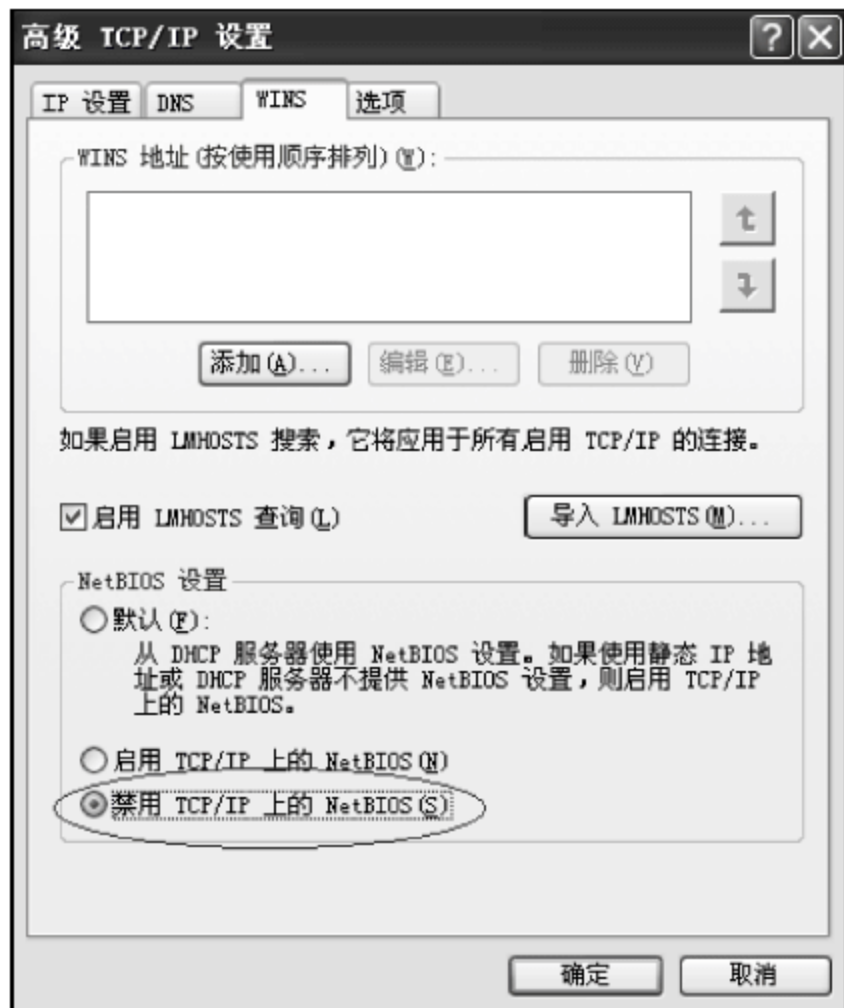 高级 TCP/IP 设置
IP 设置 DNS WINS 选项
WINS 地址(按使用顺序排列)(W):
添加(A)... 编辑(E)... 删除(V)
如果启用 LMHOSTS 搜索，它将应用于所有启用 TCP/IP 的连接。
启用 LMHOSTS 查询(L) 导入 LMHOSTS(M)...
NetBIOS 设置
默认(F):
从 DHCP 服务器使用 NetBIOS 设置。如果使用静态 IP 地
址或 DHCP 服务器不提供 NetBIOS 设置，则启用 TCP/IP
上的 NetBIOS。
启用 TCP/IP 上的 NetBIOS(N)
禁用 TCP/IP 上的 NetBIOS(S)
确定 取消